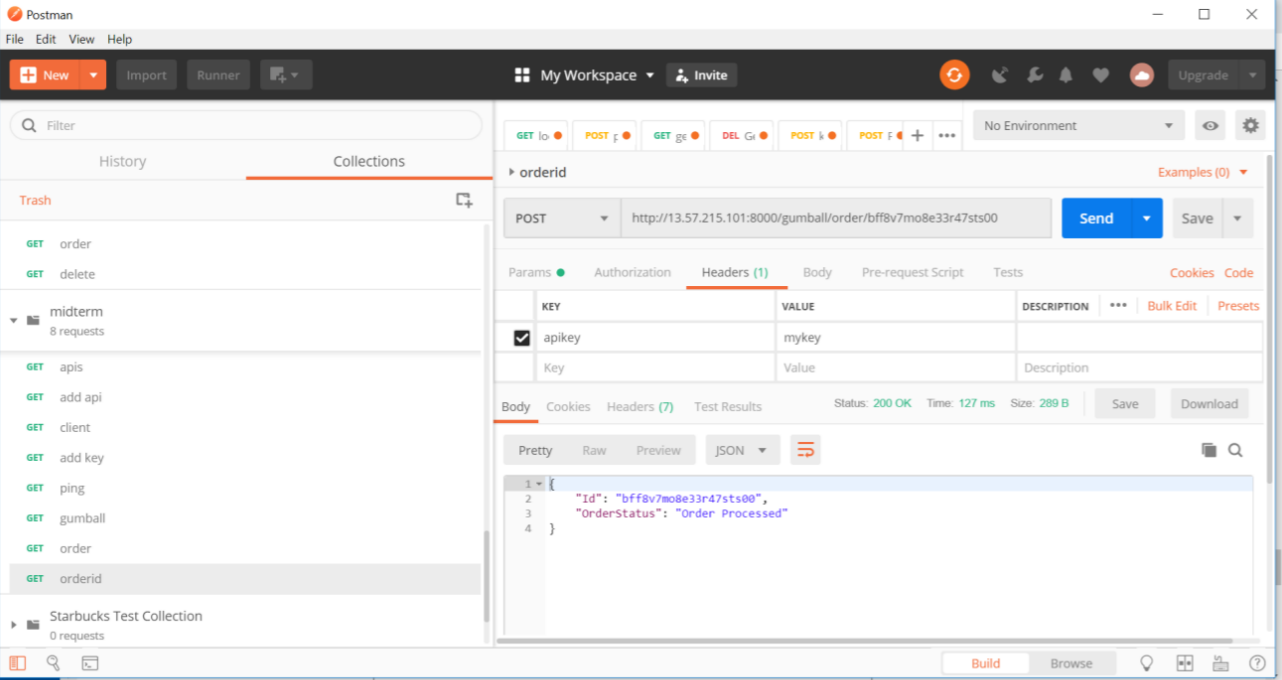 Postman
File Edit View Help
New Import Runner My Workspace Invite Upgrade
Filter
History Collections
Trash
GET order
GET delete
midterm
8 requests
GET apis
GET add api
GET client
GET add key
GET ping
GET gumball
GET order
GET orderid
Starbucks Test Collection
0 requests
GET POST GET DEL POST POST No Environment
orderid Examples (0)
POST http://13.57.215.101:8000/gumball/order/bff8v7mo8e33r47sts00 Send Save
Params Authorization Headers (1) Body Pre-request Script Tests Cookies Code
KEY VALUE DESCRIPTION Bulk Edit Presets
apikey mykey
Key Value Description
Body Cookies Headers (7) Test Results Status: 200 OK Time: 127 ms Size: 289 B Save Download
Pretty Raw Preview JSON
1 {
2 "Id": "bff8v7mo8e33r47sts00",
3 "OrderStatus": "Order Processed"
4 }
Build Browse